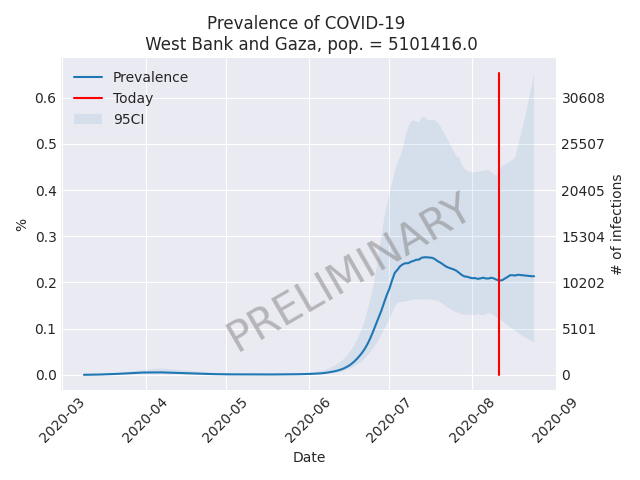 Prevalence of COVID-19
West Bank and Gaza, pop. = 5101416.0
Prevalence
Today
95CI
0.6
0.5
0.4
0.3
0.2
0.1
0.0
%
30608
25507
20405
15304
10202
5101
0
# of infections
PRELIMINARY
2020-03
2020-04
2020-05
2020-06
2020-07
2020-08
2020-09
Date